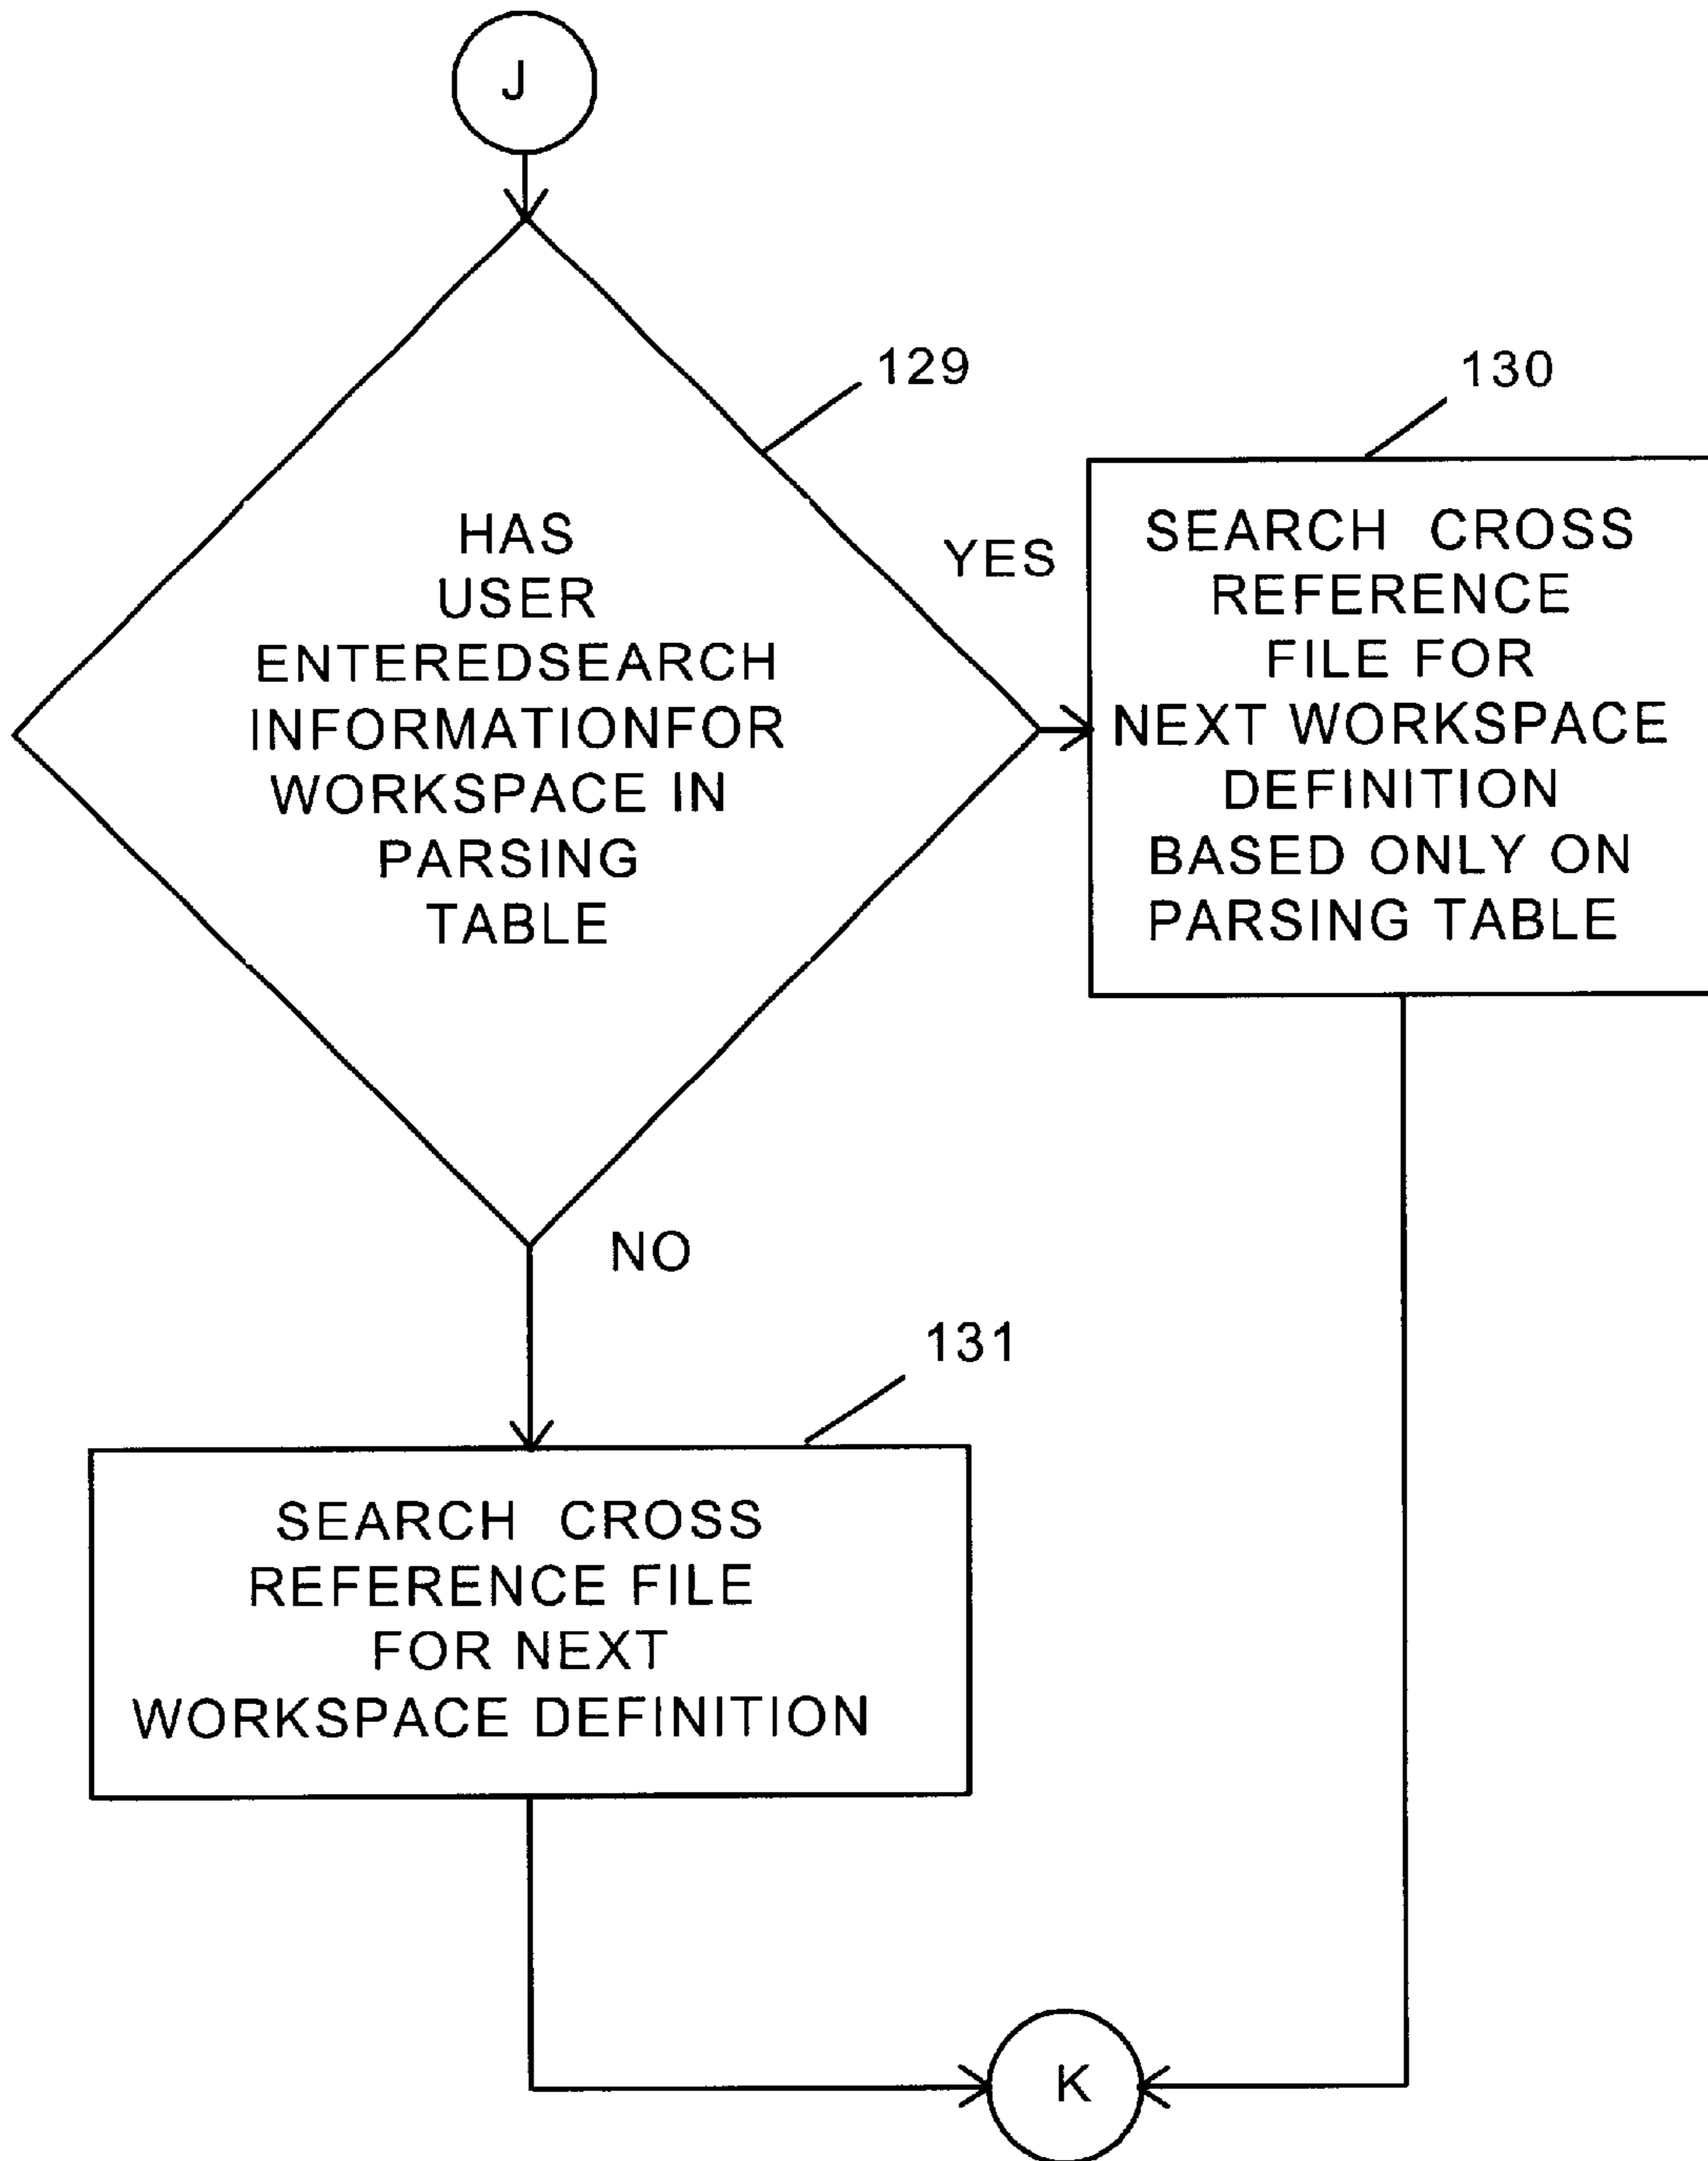 J
129
HAS
USER
ENTEREDSEARCH
INFORMATIONFOR
WORKSPACE IN
PARSING
TABLE
YES
130
SEARCH CROSS
REFERENCE
FILE FOR
NEXT WORKSPACE
DEFINITION
BASED ONLY ON
PARSING TABLE
NO
131
SEARCH CROSS
REFERENCE FILE
FOR NEXT
WORKSPACE DEFINITION
K